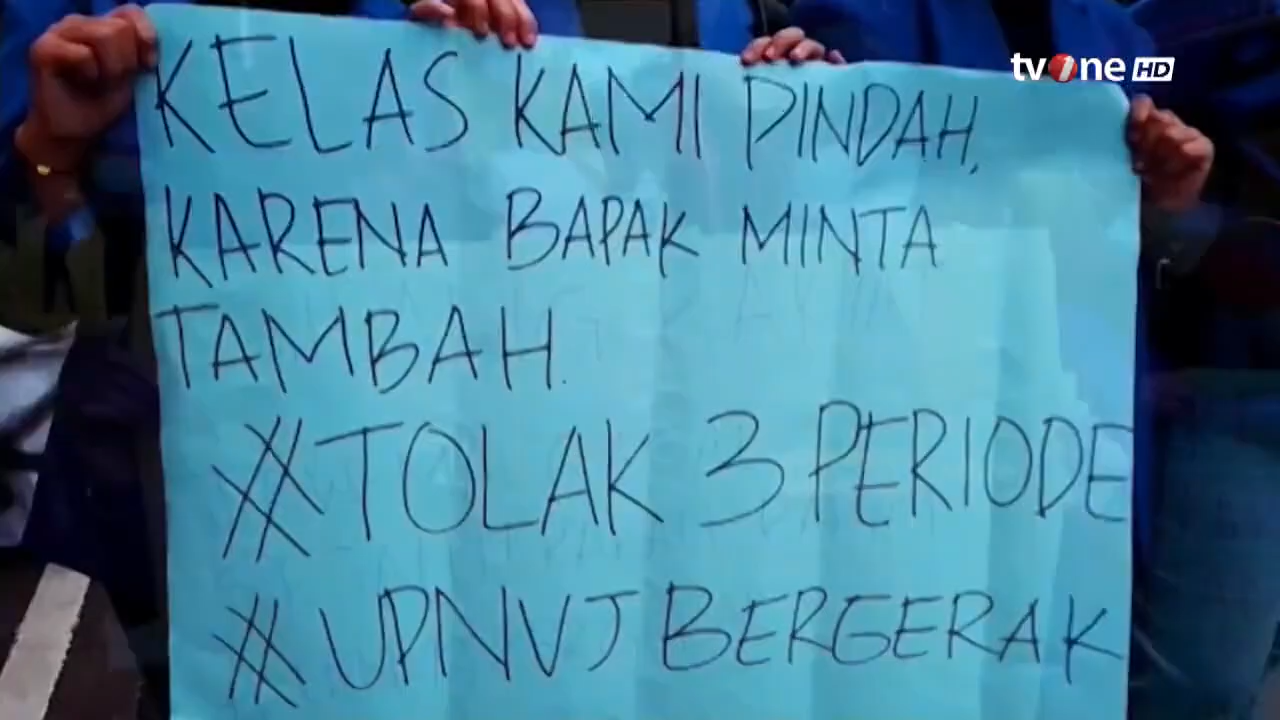 tvOne HD
KELAS KAMI PINDAH,
KARENA BAPAK MINTA
TAMBAH.
#TOLAK 3 PERIODE
#UPNVJ BERGERAK